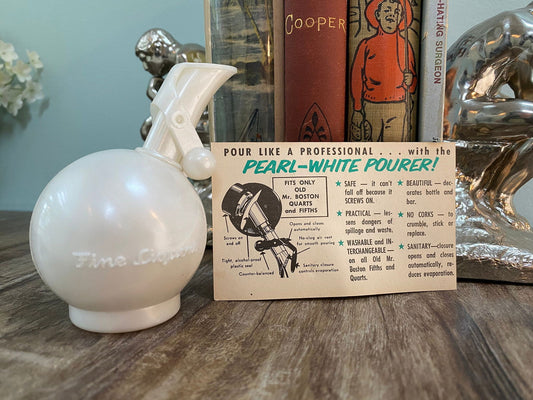 COOPER
-HATING SURGEON
POUR LIKE A PROFESSIONAL . . . with the
PEARL-WHITE POURER!
FITS ONLY
OLD
Mr. BOSTON
QUARTS
and FIFTHS
Opens and closes
automatically
Screws on
and off
No-clog air vent
for smooth pouring
Tight, alcohol-proof
plastic seal
Counter-balanced
Sanitary closure
controls evaporation
★ SAFE — it can't
fall off because it
SCREWS ON.
★ PRACTICAL — les-
sens dangers of
spillage and waste.
★ WASHABLE and IN-
TERCHANGEABLE—
on all Old Mr.
Boston Fifths and
Quarts.
★ BEAUTIFUL — dec-
orates bottle and
bar.
★ NO CORKS — to
crumble, stick or
replace.
★ SANITARY—closure
opens and closes
automatically, re-
duces evaporation.
Fine Liquors